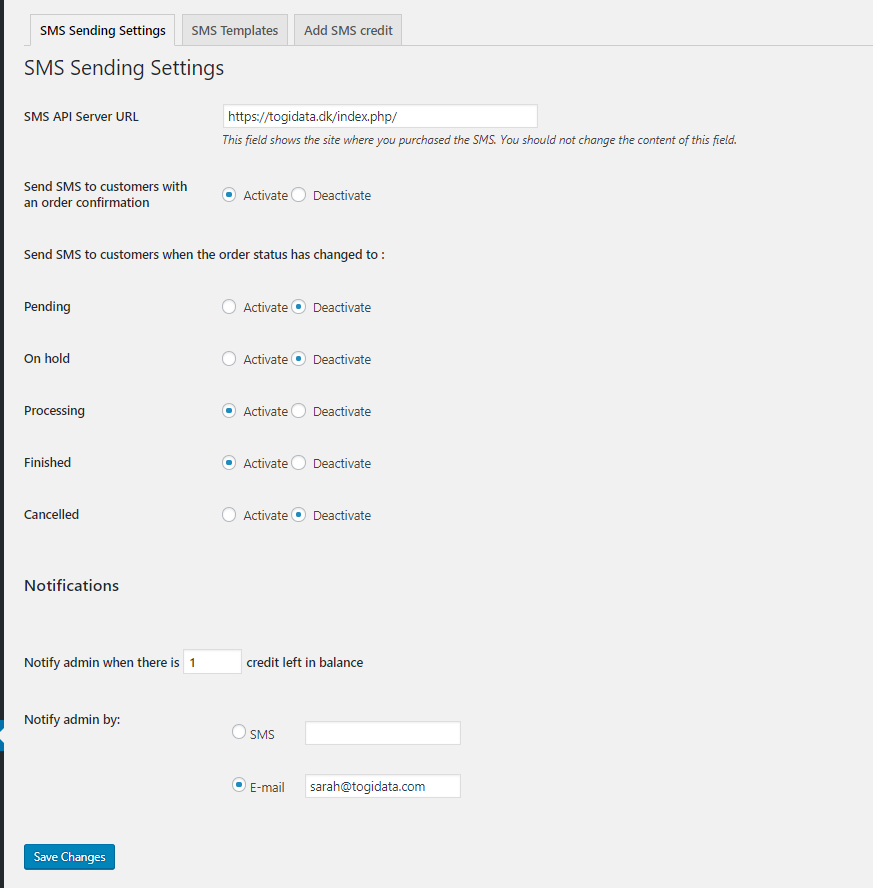 SMS Sending Settings SMS Templates Add SMS credit
SMS Sending Settings
SMS API Server URL https://togidata.dk/index.php/
This field shows the site where you purchased the SMS. You should not change the content of this field.
Send SMS to customers with
an order confirmation Activate Deactivate
Send SMS to customers when the order status has changed to :
Pending Activate Deactivate
On hold Activate Deactivate
Processing Activate Deactivate
Finished Activate Deactivate
Cancelled Activate Deactivate
Notifications
Notify admin when there is 1 credit left in balance
Notify admin by:
SMS
E-mail sarah@togidata.com
Save Changes